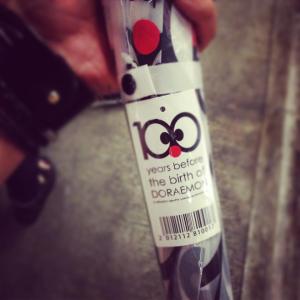 100
years before
the birth of
DORAEMON